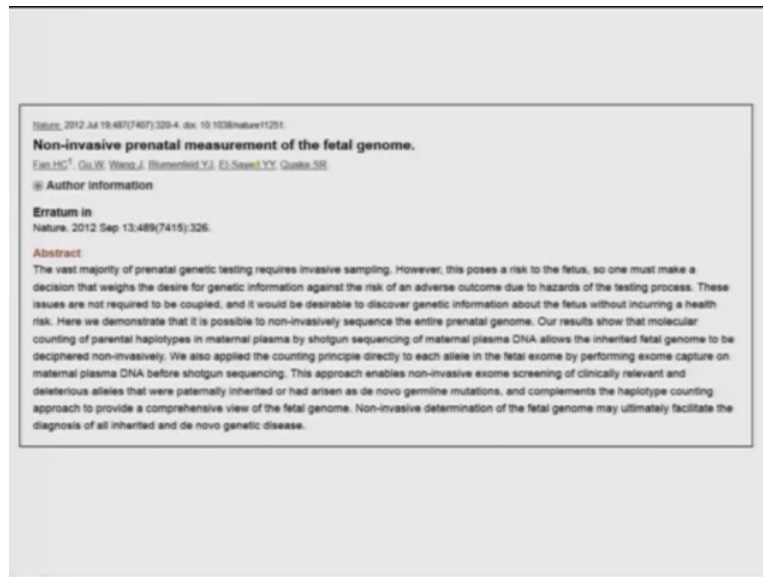 Nature. 2012 Jul 19;487(7407):320-4. doi: 10.1038/nature11251.
Non-invasive prenatal measurement of the fetal genome.
Fan HC1, Gu W, Wang J, Blumenfeld YJ, El-Sayed YY, Quake SR.
Author information
Erratum in
Nature. 2012 Sep 13;489(7415):326.
Abstract
The vast majority of prenatal genetic testing requires invasive sampling. However, this poses a risk to the fetus, so one must make a
decision that weighs the desire for genetic information against the risk of an adverse outcome due to hazards of the testing process. These
issues are not required to be coupled, and it would be desirable to discover genetic information about the fetus without incurring a health
risk. Here we demonstrate that it is possible to non-invasively sequence the entire prenatal genome. Our results show that molecular
counting of parental haplotypes in maternal plasma by shotgun sequencing of maternal plasma DNA allows the inherited fetal genome to be
deciphered non-invasively. We also applied the counting principle directly to each allele in the fetal exome by performing exome capture on
maternal plasma DNA before shotgun sequencing. This approach enables non-invasive exome screening of clinically relevant and
deleterious alleles that were paternally inherited or had arisen as de novo germline mutations, and complements the haplotype counting
approach to provide a comprehensive view of the fetal genome. Non-invasive determination of the fetal genome may ultimately facilitate the
diagnosis of all inherited and de novo genetic disease.